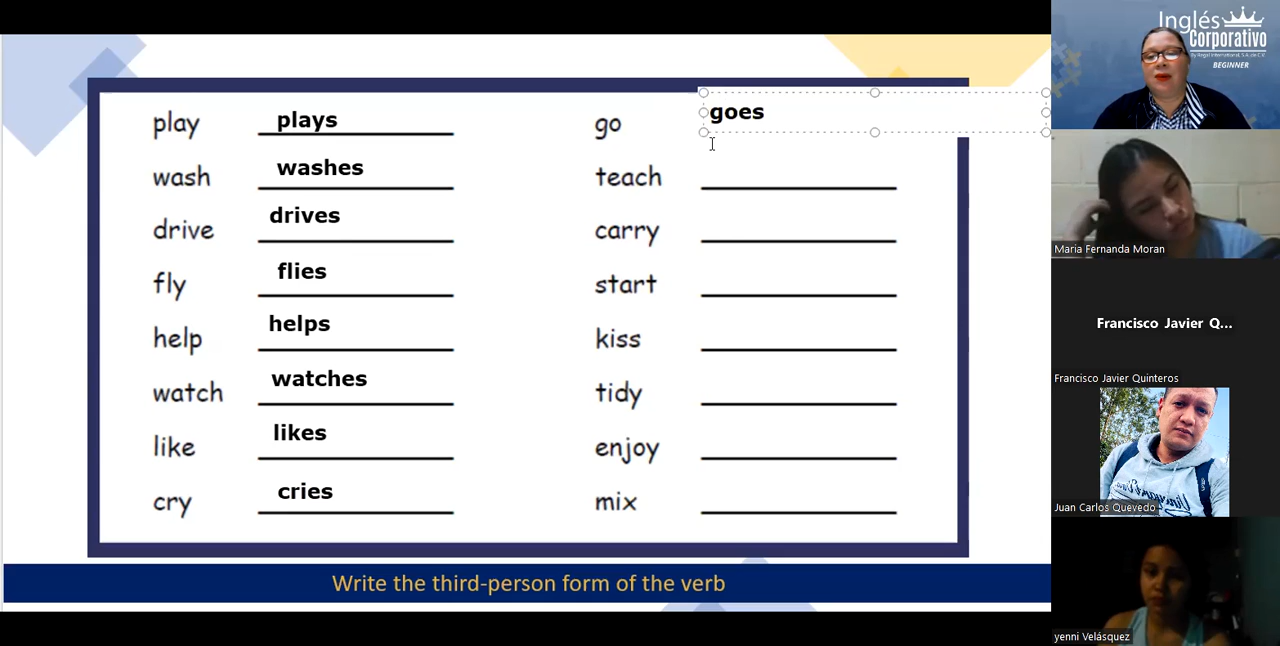 play plays
wash washes
drive drives
fly flies
help helps
watch watches
like likes
cry cries
go goes
teach
carry
start
kiss
tidy
enjoy
mix
Write the third-person form of the verb
Inglés
Corporativo
BEGINNER
Maria Fernanda Moran
Francisco Javier Q...
Francisco Javier Quinteros
Juan Carlos Quevedo
yenni Velásquez